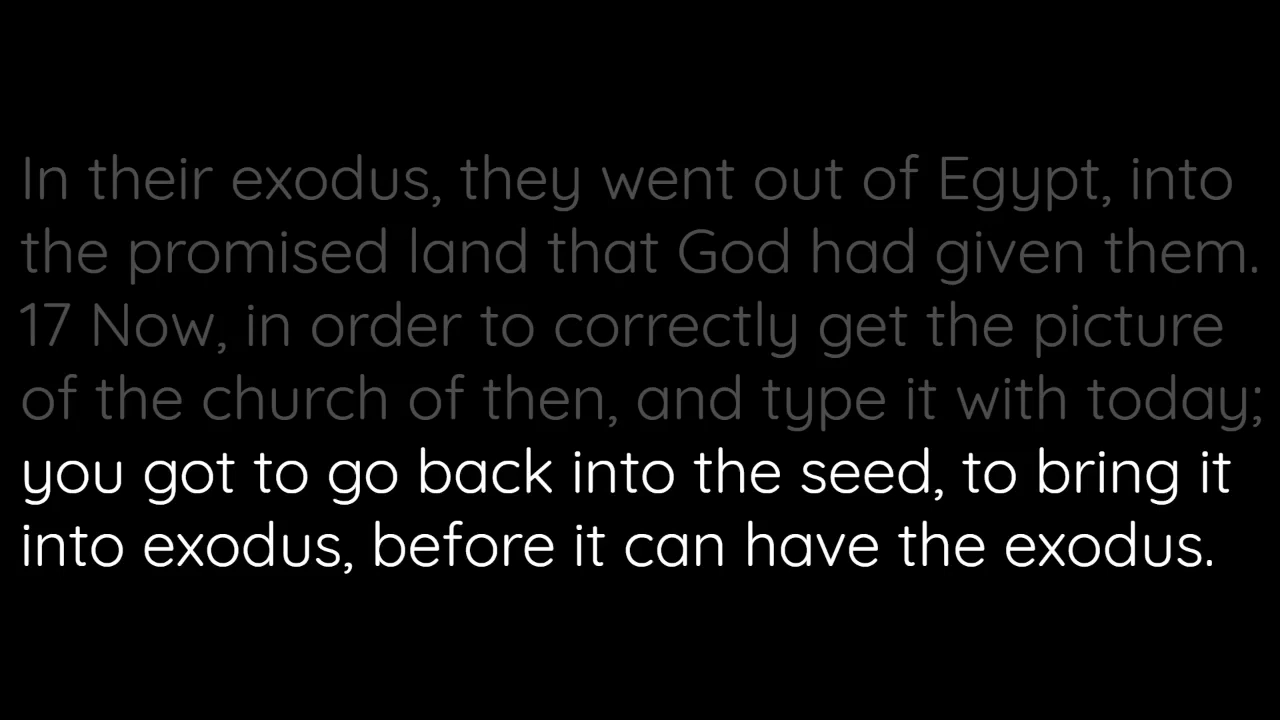 In their exodus, they went out of Egypt, into
the promised land that God had given them.
17 Now, in order to correctly get the picture
of the church of then, and type it with today;
you got to go back into the seed, to bring it
into exodus, before it can have the exodus.